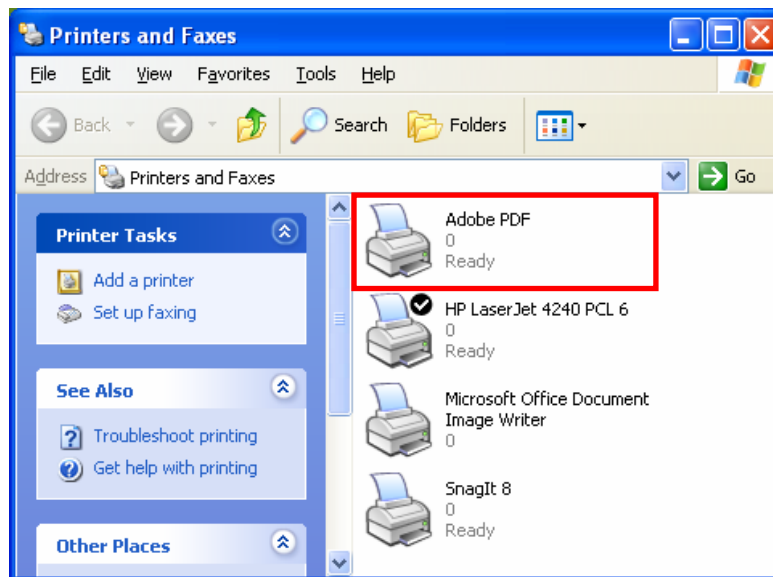 Printers and Faxes
File Edit View Favorites Tools Help
Back Search Folders
Address Printers and Faxes Go
Printer Tasks
Add a printer
Set up faxing
See Also
Troubleshoot printing
Get help with printing
Other Places
Adobe PDF
0
Ready
HP LaserJet 4240 PCL 6
0
Ready
Microsoft Office Document
Image Writer
0
SnagIt 8
0
Ready